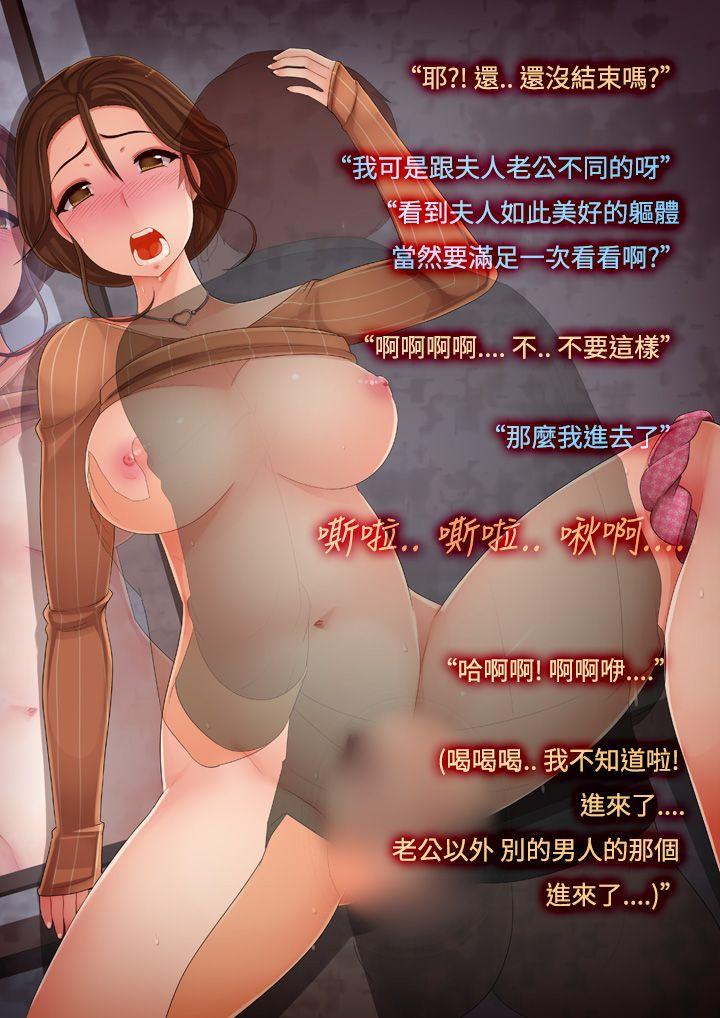 “耶?! 還.. 還沒結束嗎?”
“我可是跟夫人老公不同的呀”
“看到夫人如此美好的軀體
當然要滿足一次看看啊?”
“啊啊啊啊.... 不.. 不要這樣”
“那麼我進去了”
嘶啦.. 嘶啦.. 啾啊....
“哈啊啊! 啊啊咿....”
(喝喝喝.. 我不知道啦!
進來了....
老公以外 別的男人的那個
進來了....)”